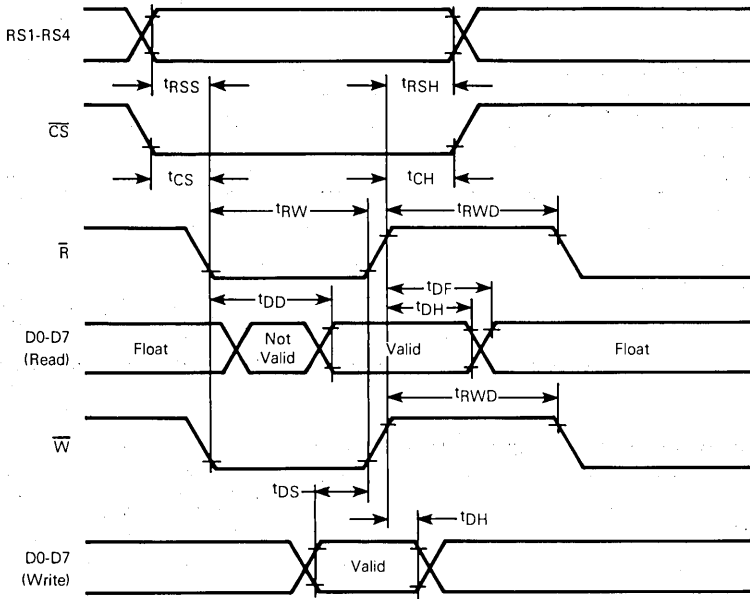 RS1-RS4
tRSS
tRSH
CS
tCS
tCH
tRW
tRWD
R
tDF
tDD
tDH
D0-D7
(Read)
Float
Not
Valid
Valid
Float
tRWD
W
tDS
tDH
D0-D7
(Write)
Valid